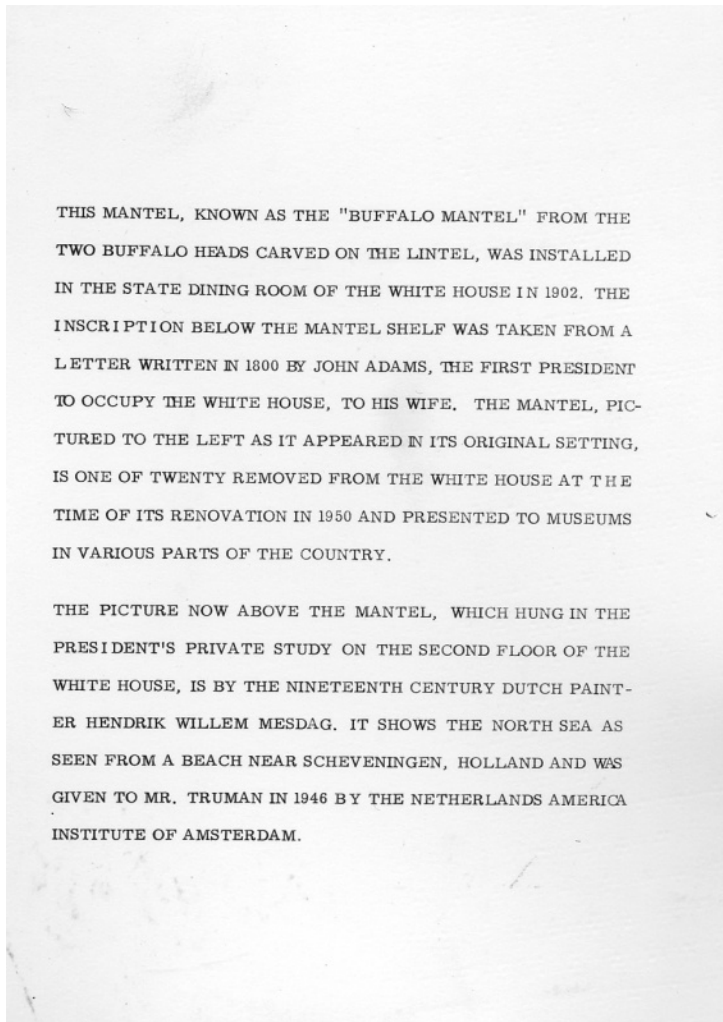 THIS MANTEL, KNOWN AS THE "BUFFALO MANTEL" FROM THE
TWO BUFFALO HEADS CARVED ON THE LINTEL, WAS INSTALLED
IN THE STATE DINING ROOM OF THE WHITE HOUSE IN 1902. THE
INSCRIPTION BELOW THE MANTEL SHELF WAS TAKEN FROM A
LETTER WRITTEN IN 1800 BY JOHN ADAMS, THE FIRST PRESIDENT
TO OCCUPY THE WHITE HOUSE, TO HIS WIFE. THE MANTEL, PIC-
TURED TO THE LEFT AS IT APPEARED IN ITS ORIGINAL SETTING,
IS ONE OF TWENTY REMOVED FROM THE WHITE HOUSE AT THE
TIME OF ITS RENOVATION IN 1950 AND PRESENTED TO MUSEUMS
IN VARIOUS PARTS OF THE COUNTRY.
THE PICTURE NOW ABOVE THE MANTEL, WHICH HUNG IN THE
PRESIDENT'S PRIVATE STUDY ON THE SECOND FLOOR OF THE
WHITE HOUSE, IS BY THE NINETEENTH CENTURY DUTCH PAINT-
ER HENDRIK WILLEM MESDAG. IT SHOWS THE NORTH SEA AS
SEEN FROM A BEACH NEAR SCHEVENINGEN, HOLLAND AND WAS
GIVEN TO MR. TRUMAN IN 1946 BY THE NETHERLANDS AMERICA
INSTITUTE OF AMSTERDAM.